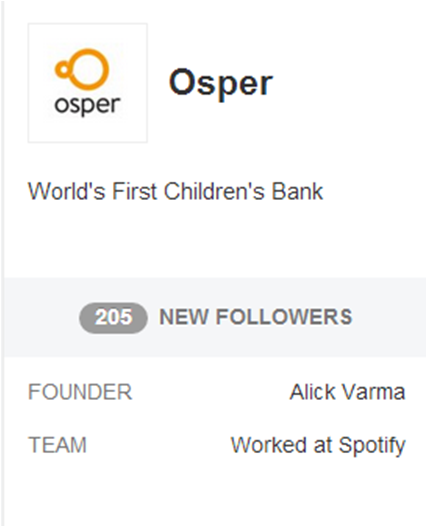 osper
Osper
World's First Children's Bank
205 NEW FOLLOWERS
FOUNDER Alick Varma
TEAM Worked at Spotify